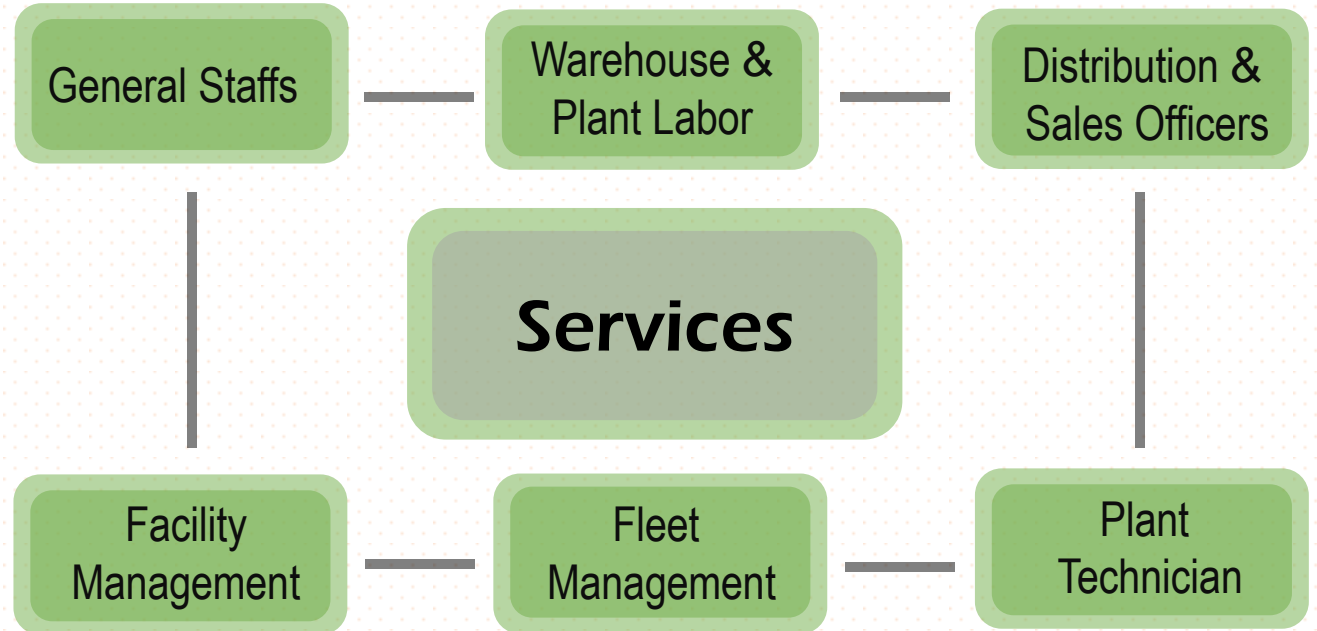 General Staffs
Warehouse &
Plant Labor
Distribution &
Sales Officers
Services
Facility
Management
Fleet
Management
Plant
Technician